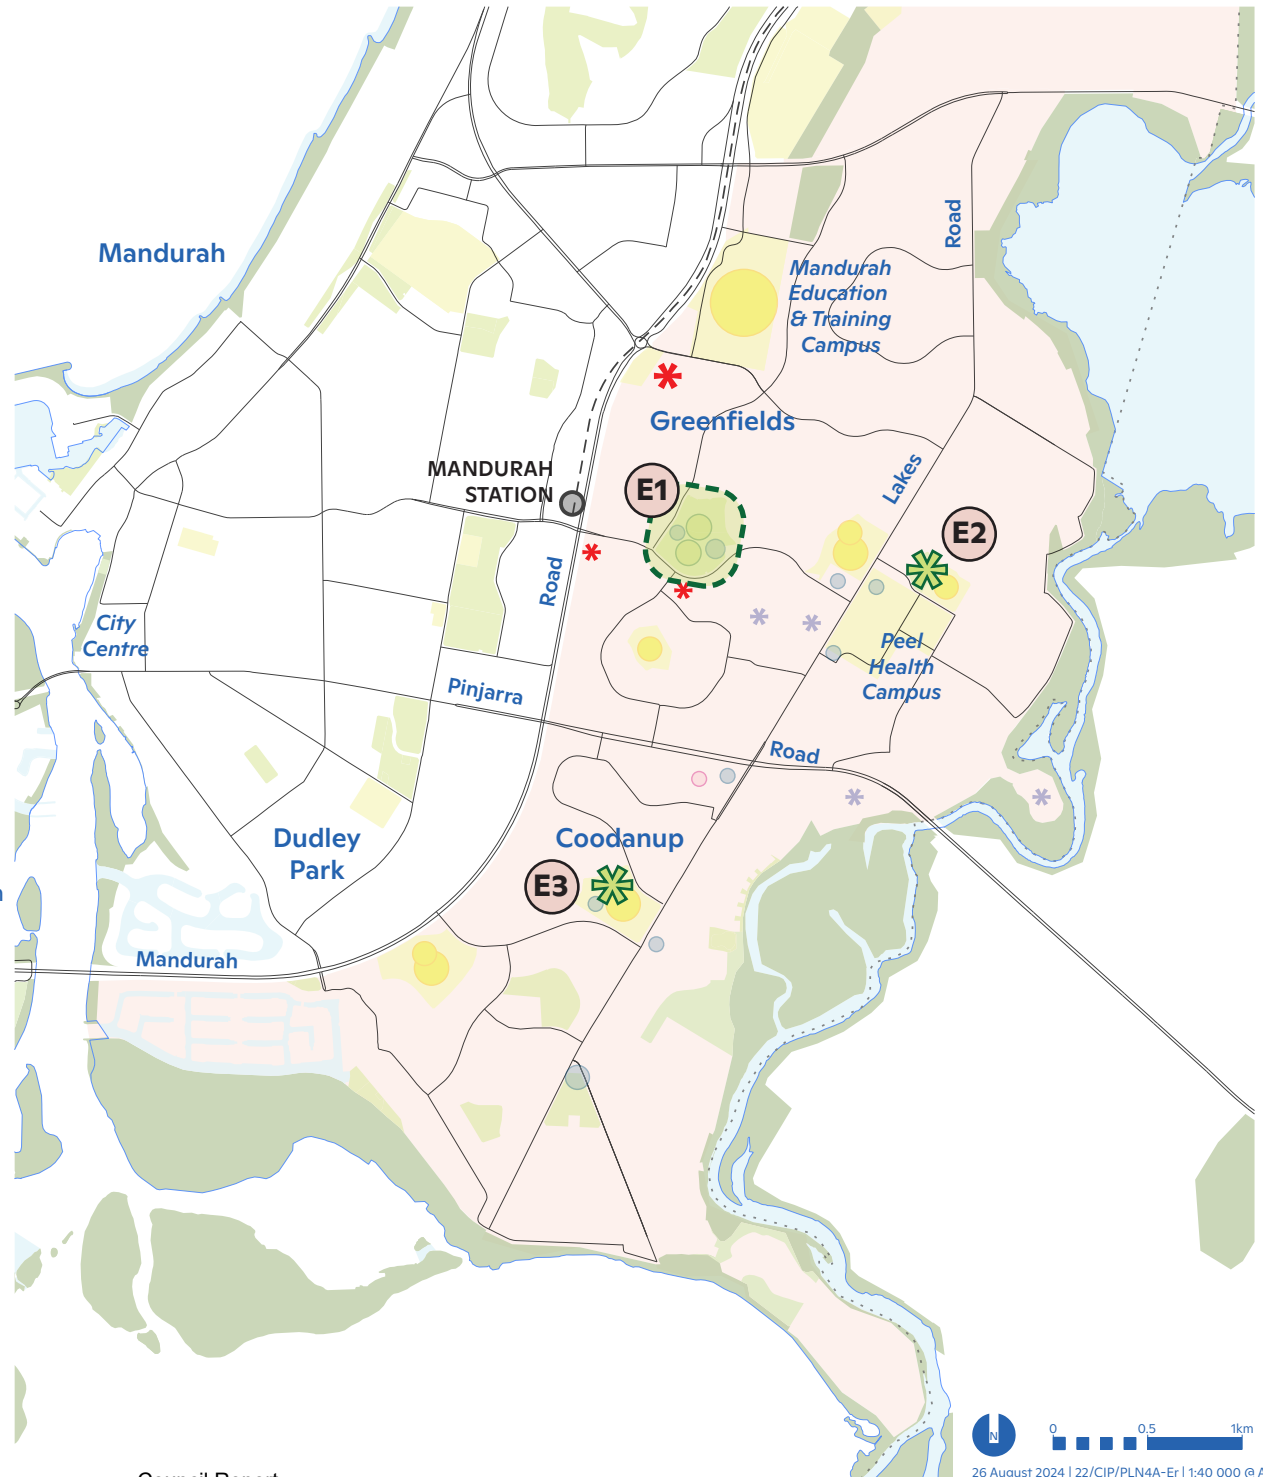 Road
Mandurah
Mandurah
Education
& Training
Campus
Greenfields
MANDURAH
STATION
E1
Lakes
E2
Road
City
Centre
Peel
Health
Campus
Pinjarra
Road
Dudley
Park
Coodanup
E3
Mandurah
N
0 0.5 1km
26 August 2024 | 22/CIP/PLN4A-Er | 1:40 000 @ A
Council Report